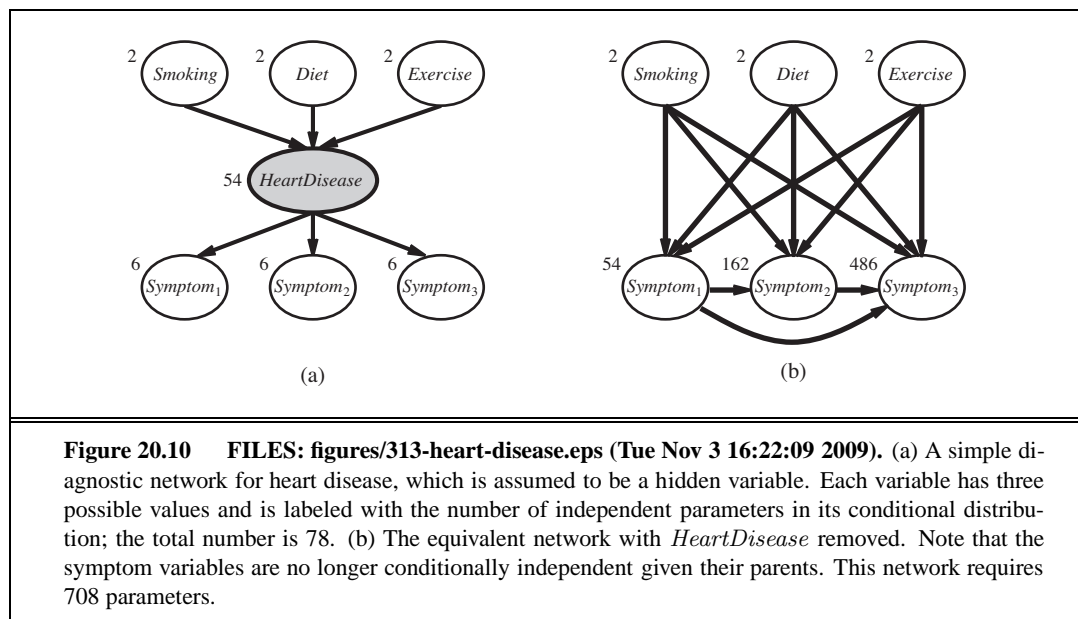 2 Smoking 2 Diet 2 Exercise 2 Smoking 2 Diet 2 Exercise
54 HeartDisease
6 Symptom1 6 Symptom2 6 Symptom3 54 Symptom1 162 Symptom2 486 Symptom3
(a) (b)
Figure 20.10 FILES: figures/313-heart-disease.eps (Tue Nov 3 16:22:09 2009). (a) A simple di-
agnostic network for heart disease, which is assumed to be a hidden variable. Each variable has three
possible values and is labeled with the number of independent parameters in its conditional distribu-
tion; the total number is 78. (b) The equivalent network with HeartDisease removed. Note that the
symptom variables are no longer conditionally independent given their parents. This network requires
708 parameters.